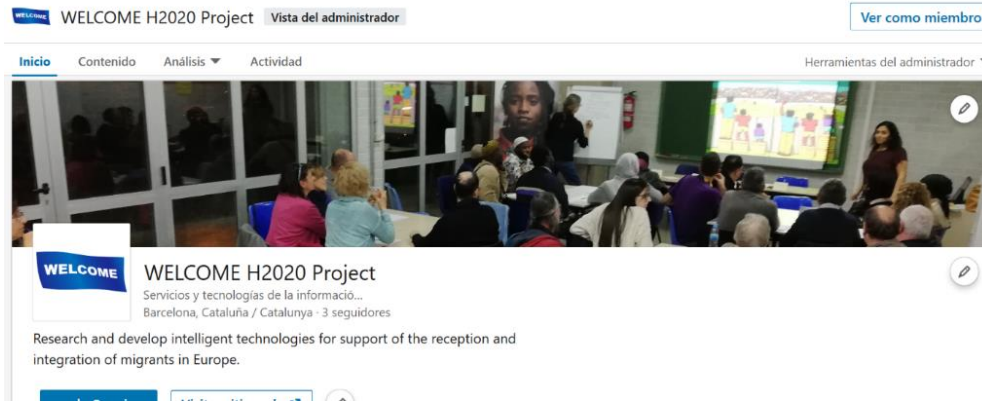 WELCOME WELCOME H2020 Project Vista del administrador Ver como miembro
Inicio Contenido Análisis Actividad Herramientas del administrador
WELCOME
WELCOME H2020 Project
Servicios y tecnologías de la informació...
Barcelona, Cataluña / Catalunya · 3 seguidores
Research and develop intelligent technologies for support of the reception and
integration of migrants in Europe.